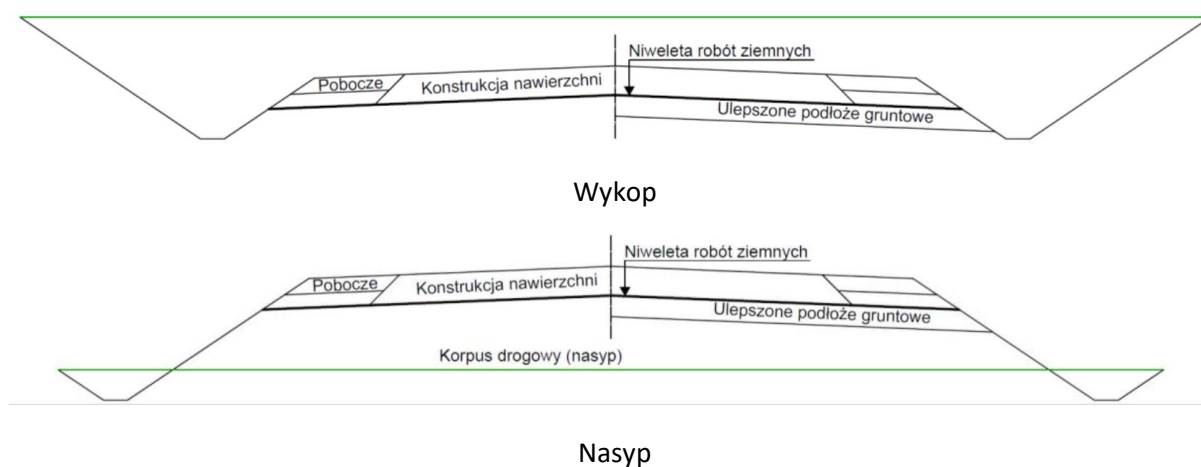 Niweleta robót ziemnych
Pobocze
Konstrukcja nawierzchni
Ulepszone podłoże gruntowe
Wykop
Niweleta robót ziemnych
Pobocze
Konstrukcja nawierzchni
Ulepszone podłoże gruntowe
Korpus drogowy (nasyp)
Nasyp